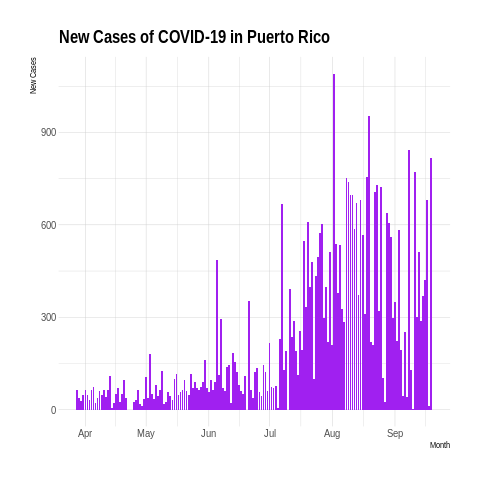 New Cases of COVID-19 in Puerto Rico
New Cases
900
600
300
0
Apr May Jun Jul Aug Sep
Month